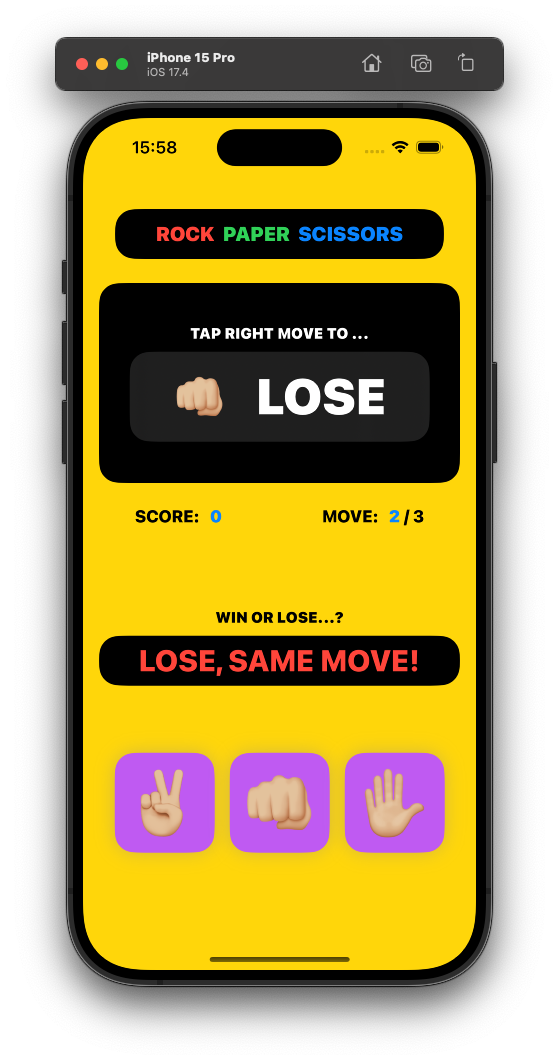 iPhone 15 Pro
iOS 17.4
15:58
ROCK PAPER SCISSORS
TAP RIGHT MOVE TO ...
LOSE
SCORE: 0 MOVE: 2 / 3
WIN OR LOSE...?
LOSE, SAME MOVE!